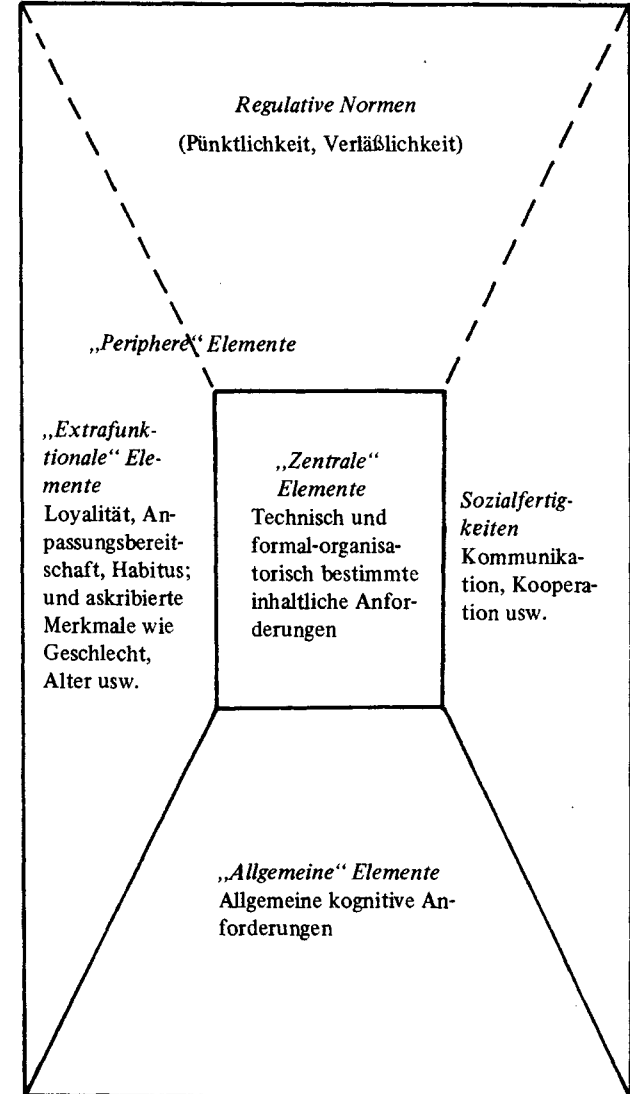 Regulative Normen
(Pünktlichkeit, Verläßlichkeit)
„Periphere“ Elemente
„Extrafunk-
tionale“ Ele-
mente
Loyalität, An-
passungsbereit-
schaft, Habitus;
und askribierte
Merkmale wie
Geschlecht,
Alter usw.
„Zentrale“
Elemente
Technisch und
formal-organisa-
torisch bestimmte
inhaltliche Anfor-
derungen
Sozialfertig-
keiten
Kommunika-
tion, Koopera-
tion usw.
„Allgemeine“ Elemente
Allgemeine kognitive An-
forderungen